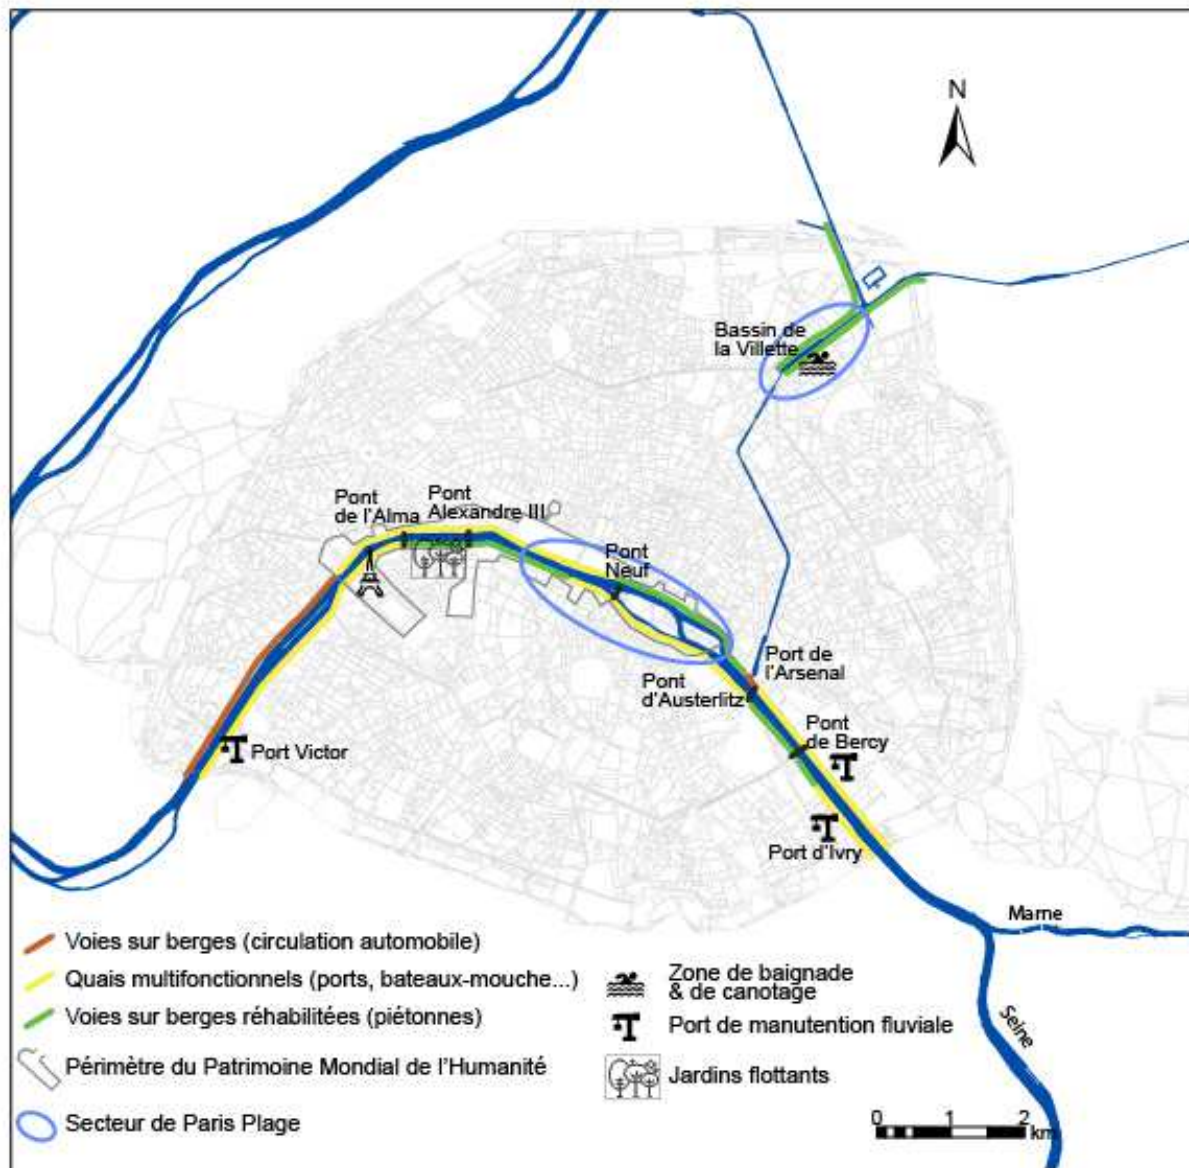 N
Bassin de
la Villette
Pont
de l'Alma
Pont
Alexandre III
Pont
Neuf
Port de
l'Arsenal
Pont
d'Austerlitz
Pont
de Bercy
Port Victor
Port d'Ivry
Marne
Seine
Voies sur berges (circulation automobile)
Quais multifonctionnels (ports, bateaux-mouche...)
Voies sur berges réhabilitées (piétonnes)
Périmètre du Patrimoine Mondial de l'Humanité
Secteur de Paris Plage
Zone de baignade
& de canotage
Port de manutention fluviale
Jardins flottants
0 1 2
km